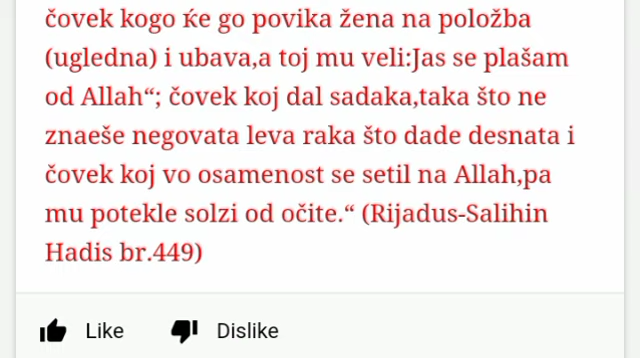 čovek kogo ḱe go povika žena na položba
(ugledna) i ubava,a toj mu veli:Jas se plašam
od Allah“; čovek koj dal sadaka,taka što ne
znaeše negovata leva raka što dade desnata i
čovek koj vo osamenost se setil na Allah,pa
mu potekle solzi od očite.“ (Rijadus-Salihin
Hadis br.449)
Like Dislike